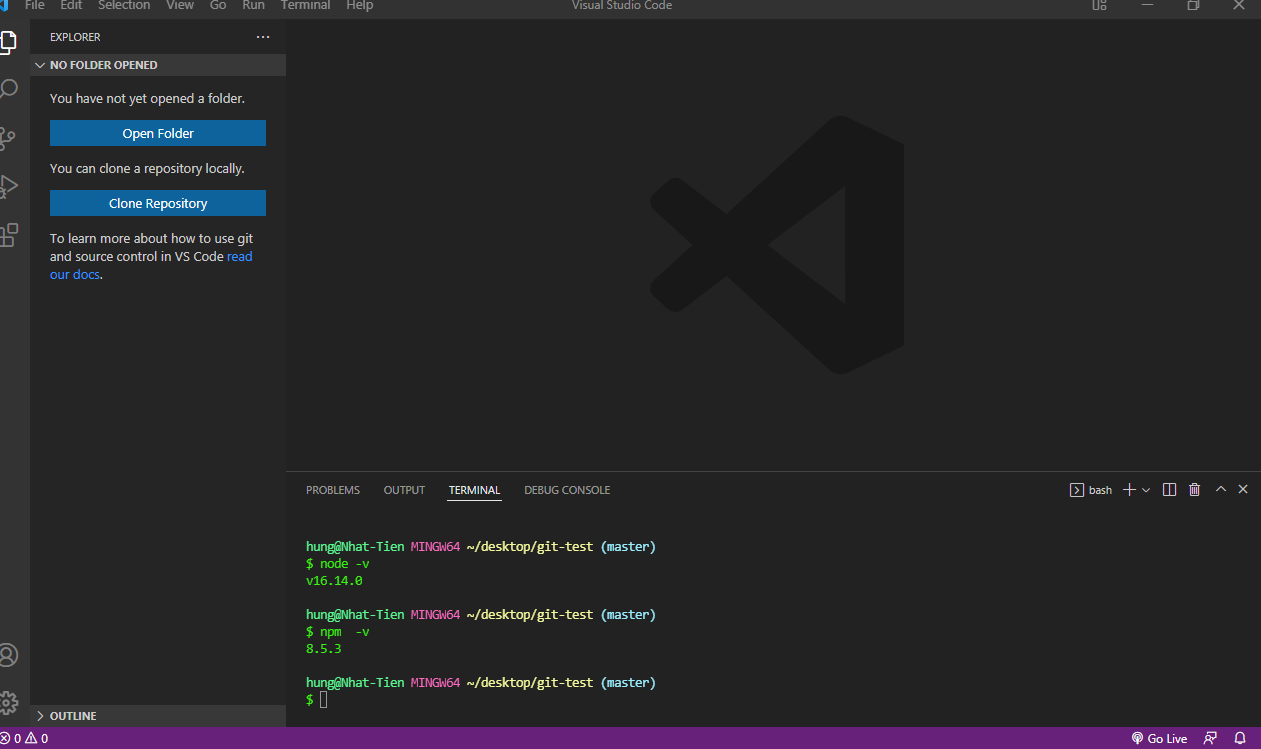 File Edit Selection View Go Run Terminal Help
Visual Studio Code
EXPLORER
NO FOLDER OPENED
You have not yet opened a folder.
Open Folder
You can clone a repository locally.
Clone Repository
To learn more about how to use git
and source control in VS Code read
our docs.
OUTLINE
PROBLEMS OUTPUT TERMINAL DEBUG CONSOLE
bash
hung@Nhat-Tien MINGW64 ~/desktop/git-test (master)
$ node -v
v16.14.0
hung@Nhat-Tien MINGW64 ~/desktop/git-test (master)
$ npm  -v
8.5.3
hung@Nhat-Tien MINGW64 ~/desktop/git-test (master)
$
0 0
Go Live